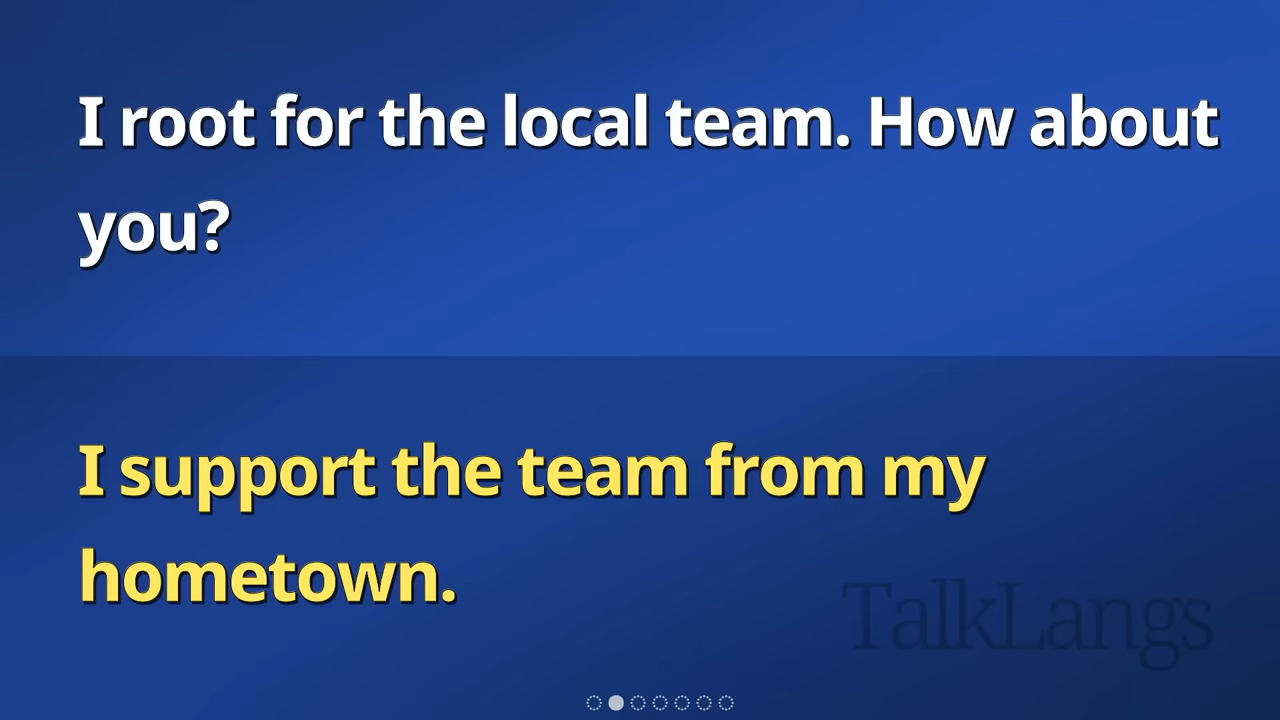 I root for the local team. How about
you?
I support the team from my
hometown.
TalkLangs